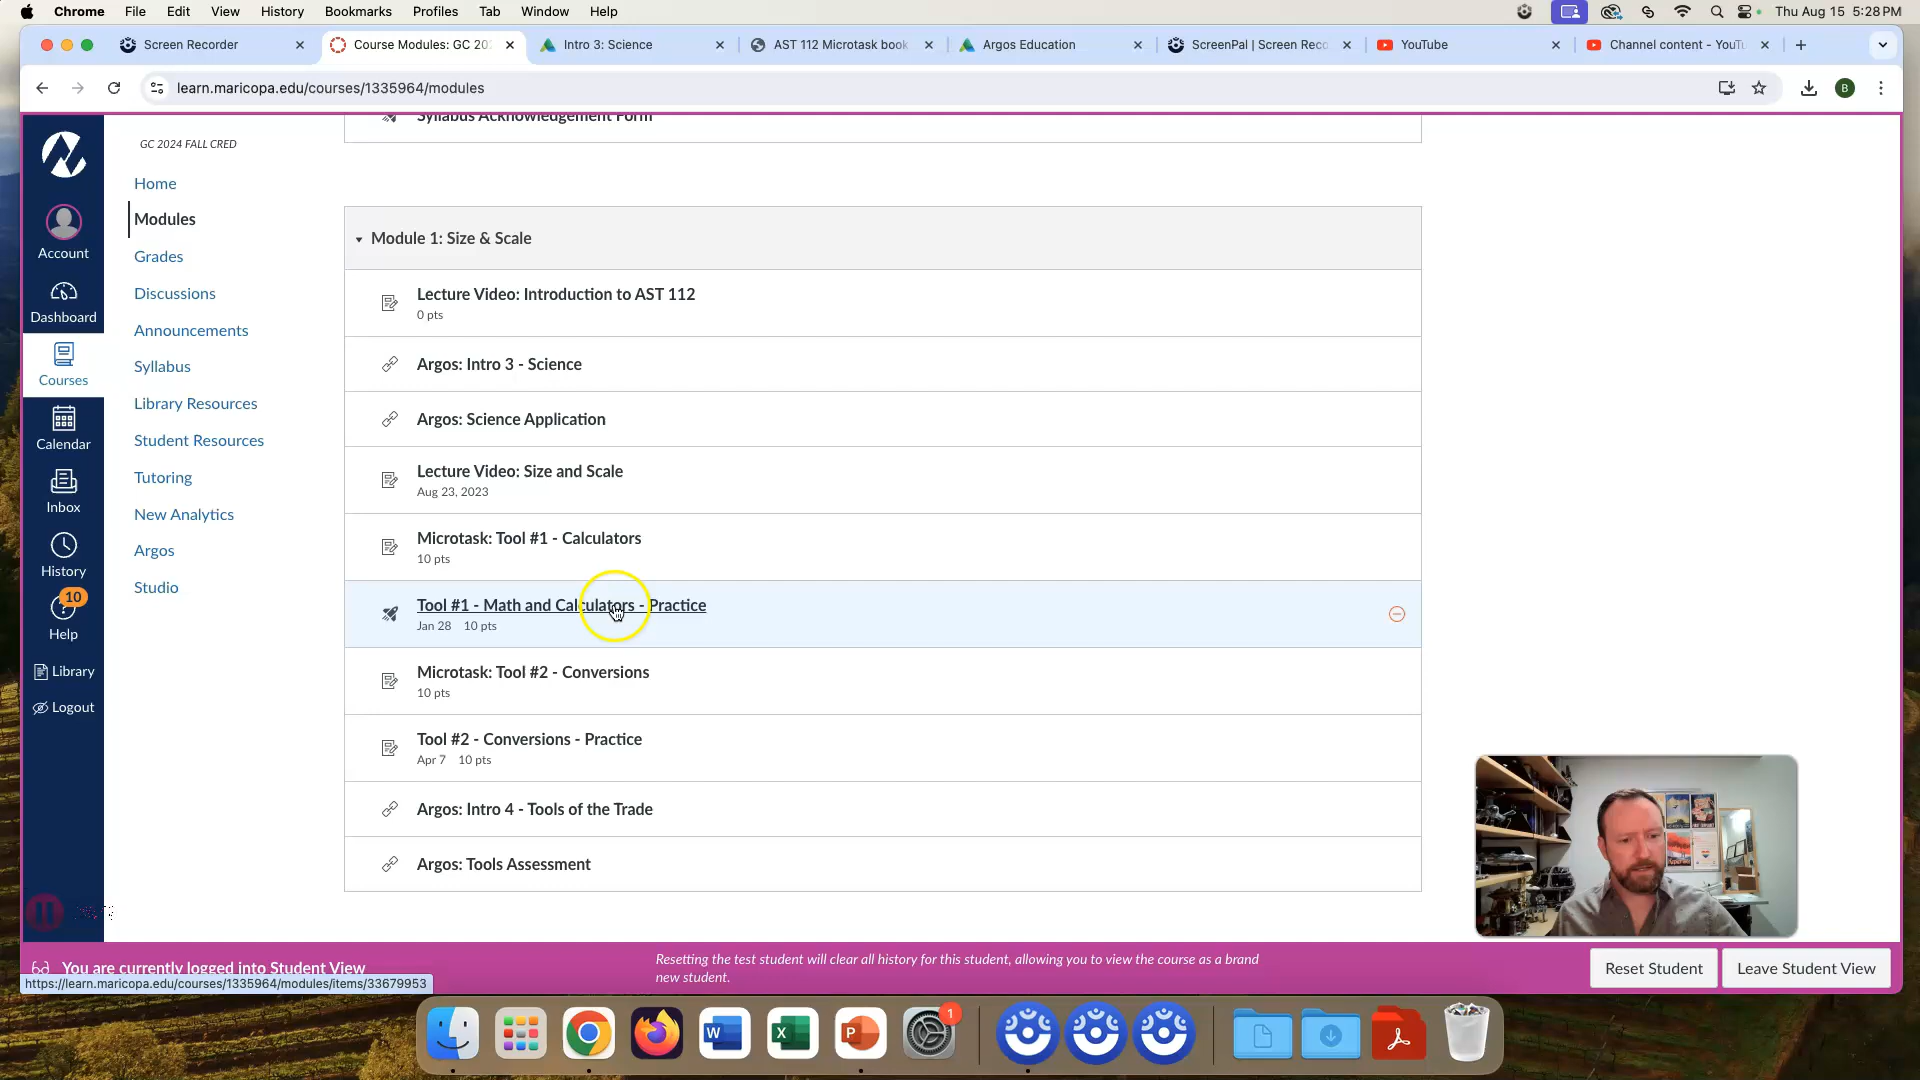 Chrome File Edit View History Bookmarks Profiles Tab Window Help Thu Aug 15 5:28 PM
Screen Recorder Course Modules: GC 202 Intro 3: Science AST 112 Microtask book Argos Education ScreenPal | Screen Reco YouTube Channel content - YouTu
learn.maricopa.edu/courses/1335964/modules B
Syllabus Acknowledgement Form
GC 2024 FALL CRED
Home
Modules
Grades
Discussions
Announcements
Syllabus
Library Resources
Student Resources
Tutoring
New Analytics
Argos
Studio
Account
Dashboard
Courses
Calendar
Inbox
History
10
Help
Library
Logout
Module 1: Size & Scale
Lecture Video: Introduction to AST 112
0 pts
Argos: Intro 3 - Science
Argos: Science Application
Lecture Video: Size and Scale
Aug 23, 2023
Microtask: Tool #1 - Calculators
10 pts
Tool #1 - Math and Calculators - Practice
Jan 28 10 pts
Microtask: Tool #2 - Conversions
10 pts
Tool #2 - Conversions - Practice
Apr 7 10 pts
Argos: Intro 4 - Tools of the Trade
Argos: Tools Assessment
You are currently logged into Student View
Resetting the test student will clear all history for this student, allowing you to view the course as a brand
new student.
Reset Student Leave Student View
https://learn.maricopa.edu/courses/1335964/modules/items/33679953
W X P 1